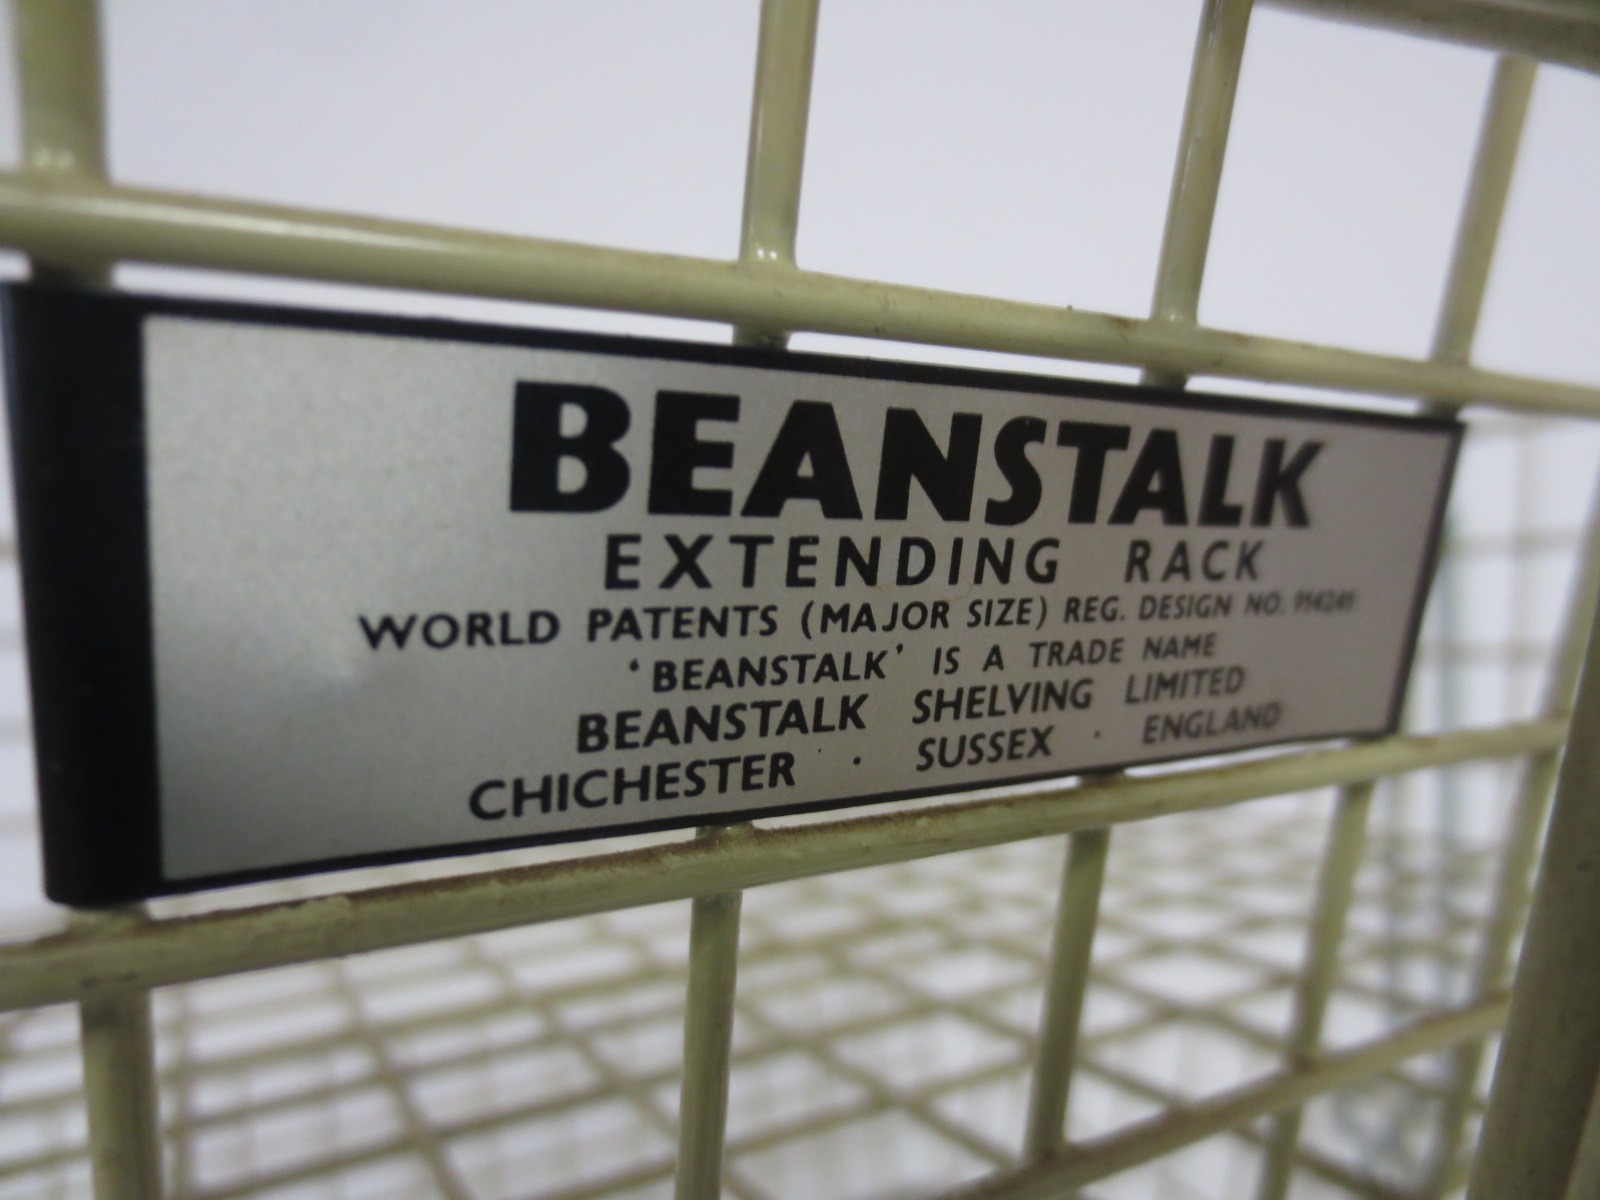 BEANSTALK
EXTENDING RACK
WORLD PATENTS (MAJOR SIZE) REG. DESIGN NO.
'BEANSTALK' IS A TRADE NAME
BEANSTALK SHELVING LIMITED
CHICHESTER · SUSSEX · ENGLAND